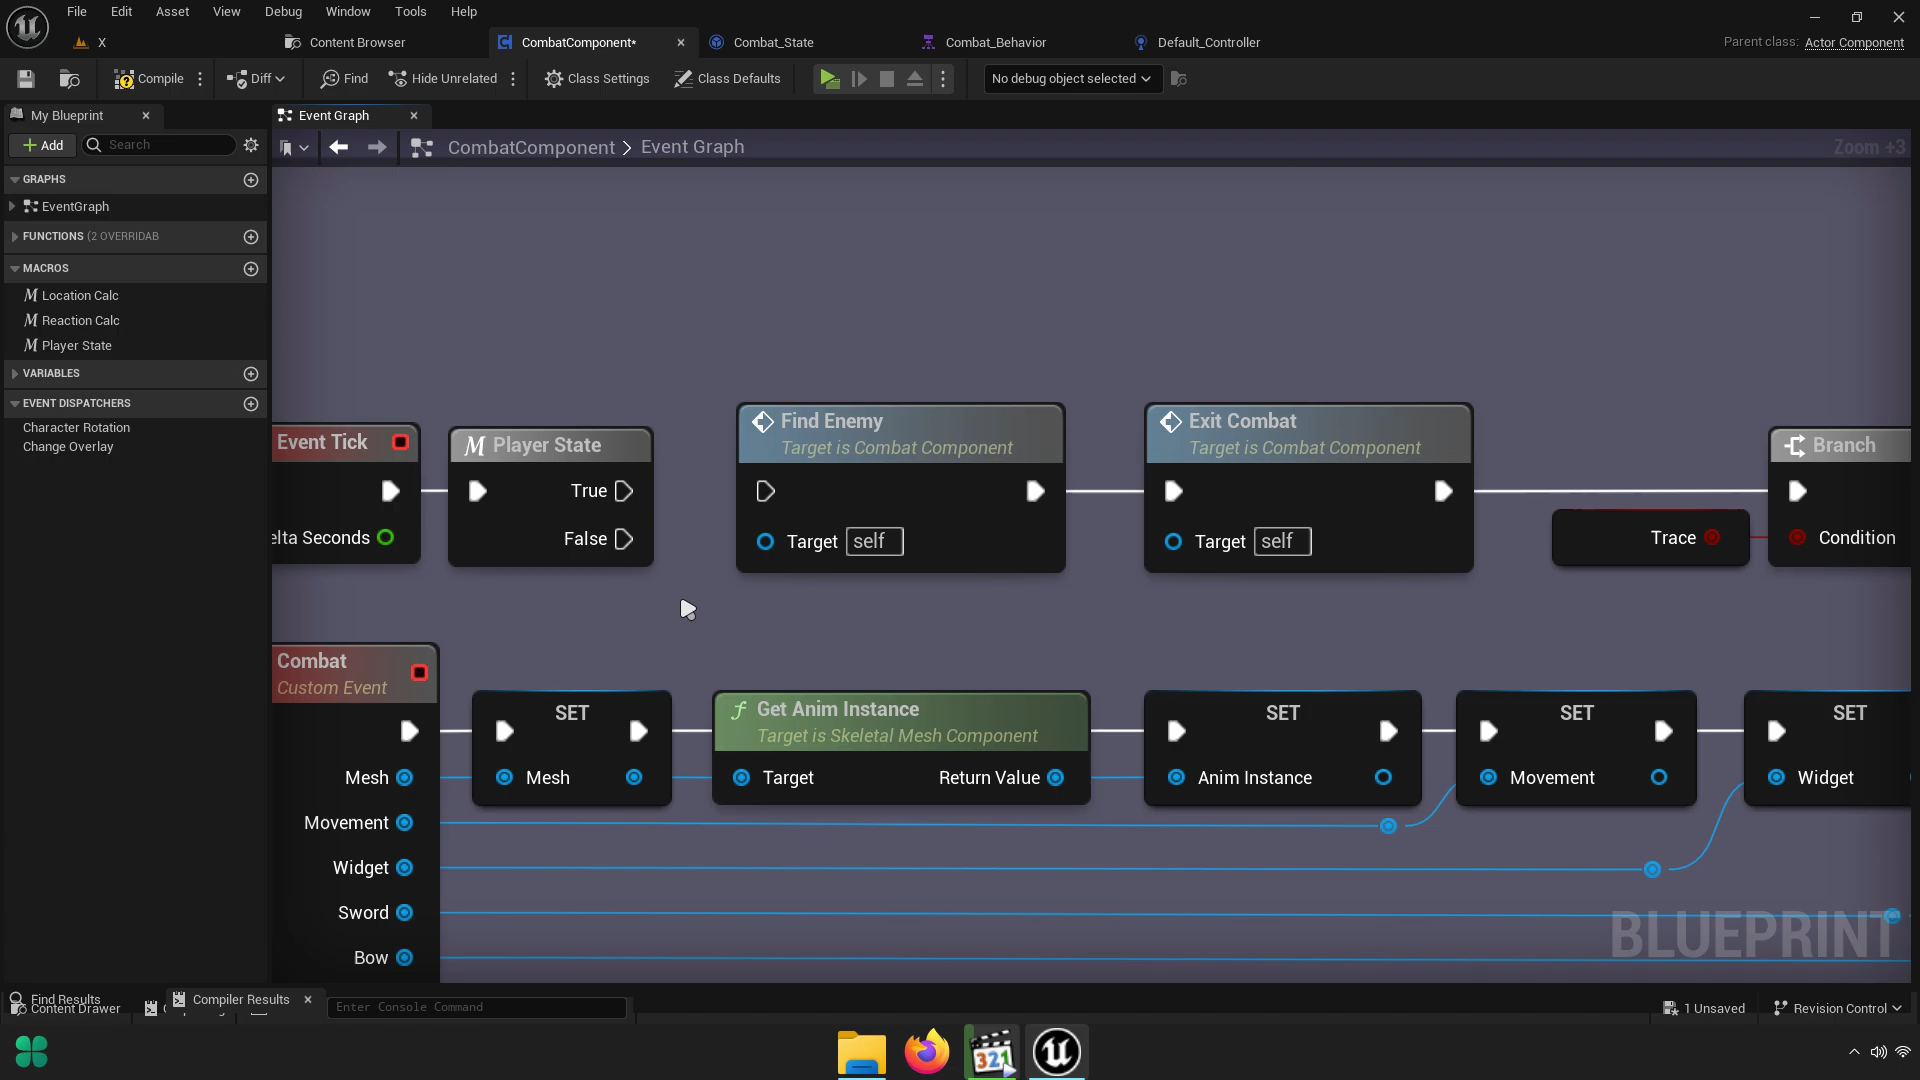 File Edit Asset View Debug Window Tools Help
X
Content Browser
CombatComponent*
Combat_State
Combat_Behavior
Default_Controller
Parent class: Actor Component
Compile
Diff
Find
Hide Unrelated
Class Settings
Class Defaults
No debug object selected
My Blueprint
Event Graph
Add
Search
CombatComponent > Event Graph
Zoom +3
GRAPHS
EventGraph
FUNCTIONS (2 OVERRIDAB
MACROS
Location Calc
Reaction Calc
Player State
VARIABLES
EVENT DISPATCHERS
Character Rotation
Change Overlay
Event Tick
elta Seconds
Player State
True
False
Find Enemy
Target is Combat Component
Target self
Exit Combat
Target is Combat Component
Target self
Trace
Branch
Condition
Combat
Custom Event
Mesh
Movement
Widget
Sword
Bow
SET
Mesh
Get Anim Instance
Target is Skeletal Mesh Component
Target Return Value
SET
Anim Instance
SET
Movement
SET
Widget
BLUEPRINT
Find Results
Content Drawer
Compiler Results
Enter Console Command
1 Unsaved
Revision Control
321